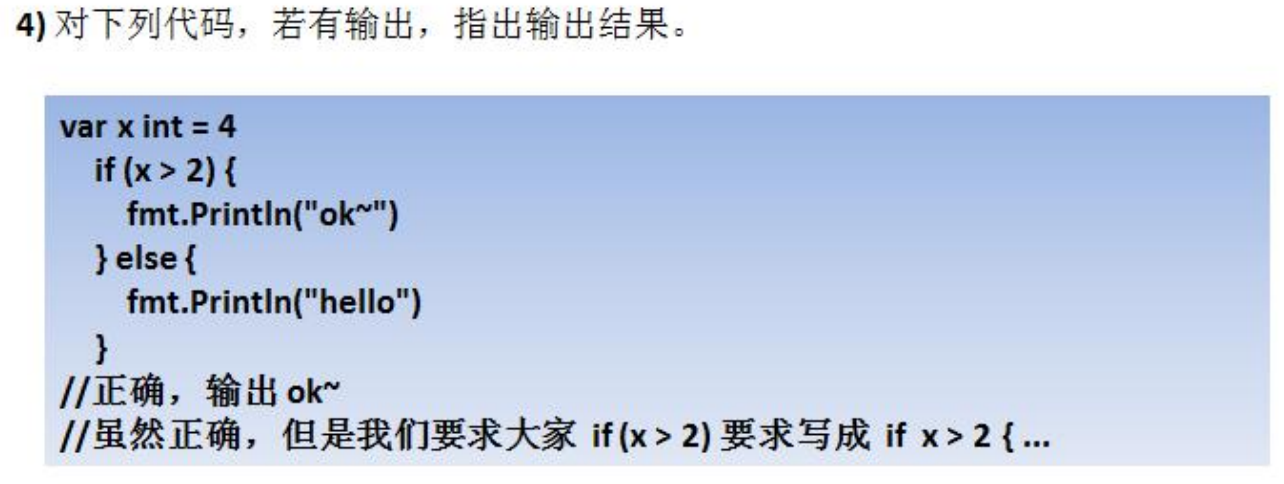 4) 对下列代码，若有输出，指出输出结果。
var x int = 4
if (x > 2) {
fmt.Println("ok~")
} else {
fmt.Println("hello")
}
//正确，输出 ok~
//虽然正确，但是我们要求大家 if (x > 2) 要求写成 if x > 2 { ...